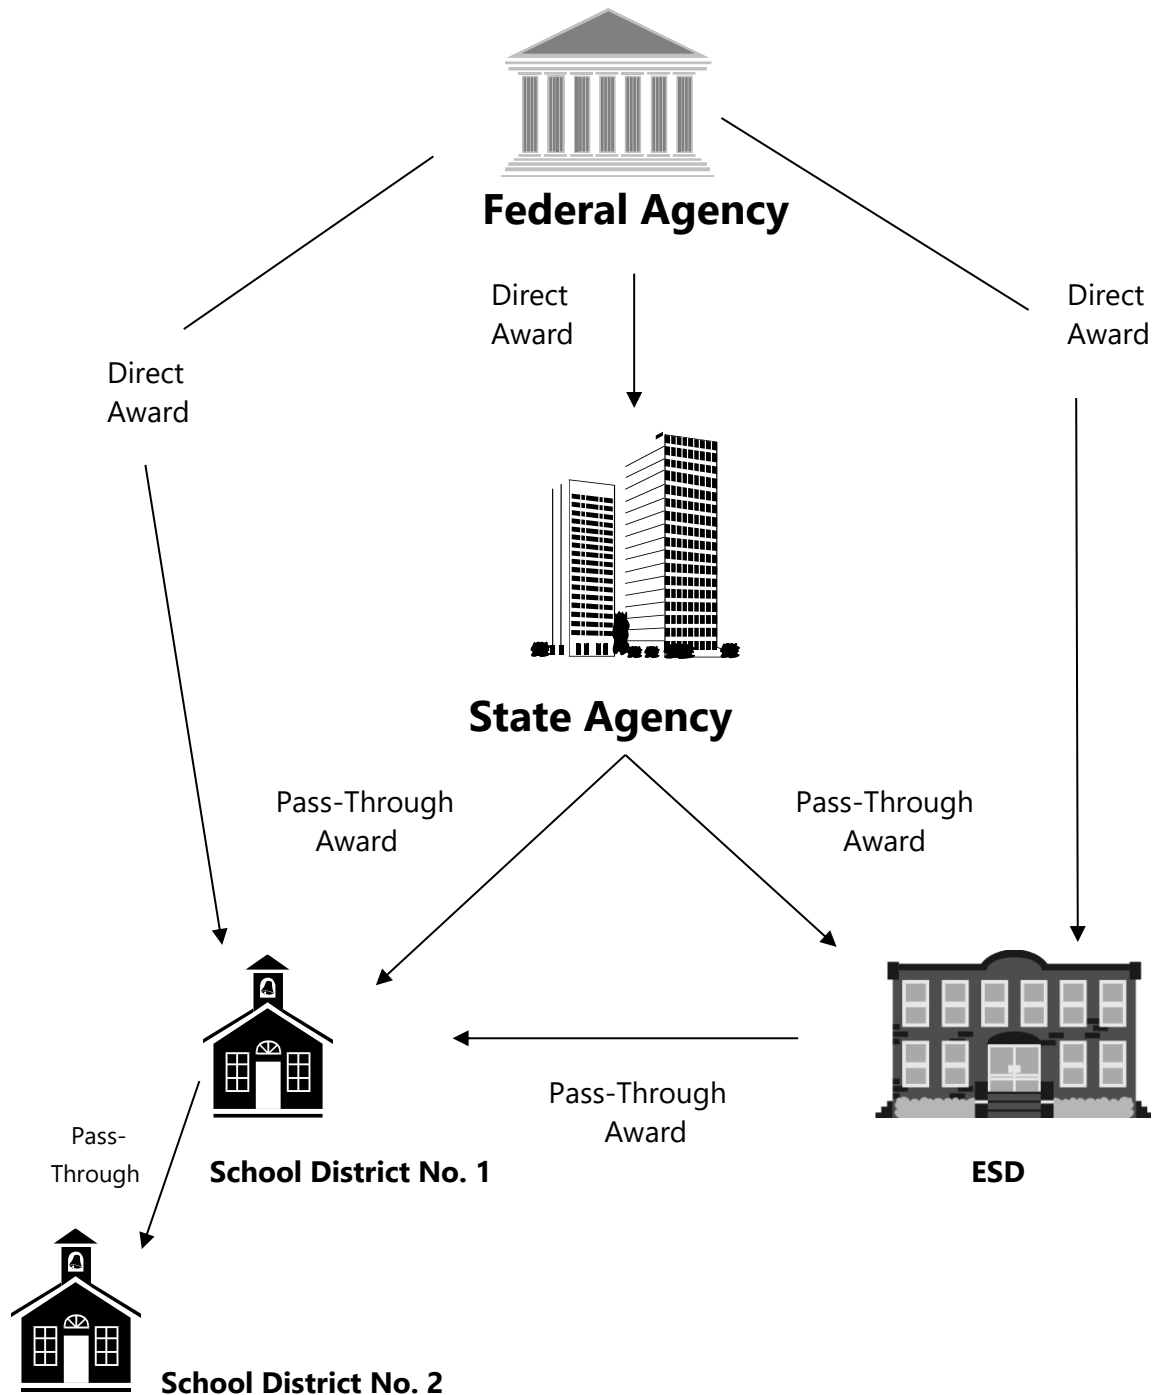 Federal Agency
Direct
Award
Direct
Award
Direct
Award
State Agency
Pass-Through
Award
Pass-Through
Award
Pass-Through
Award
Pass-
Through
School District No. 1
ESD
School District No. 2